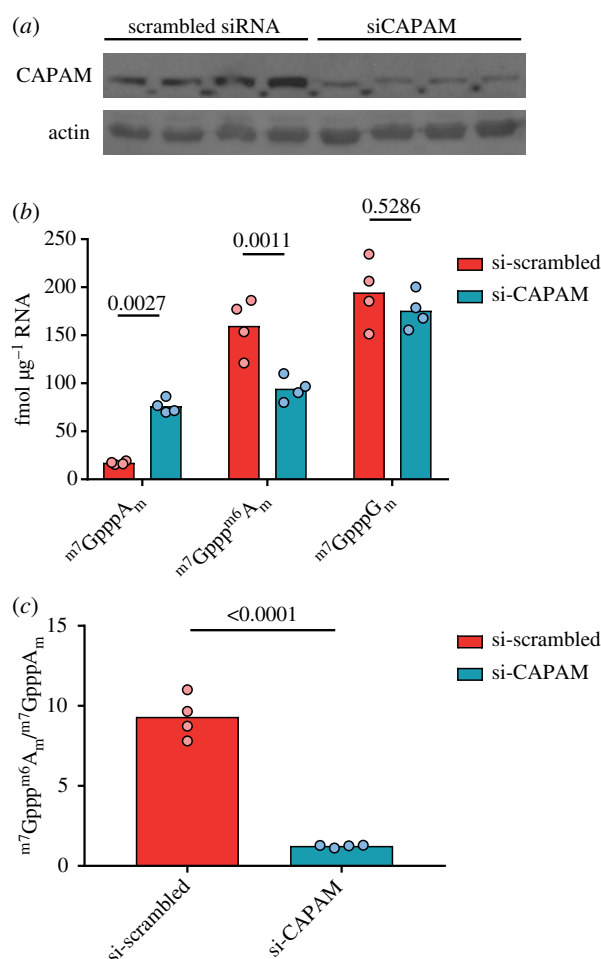 (a)
scrambled siRNA siCAPAM
CAPAM
actin
(b)
fmol µg⁻¹ RNA
250
200
150
100
50
0
0.0027
0.0011
0.5286
si-scrambled
si-CAPAM
ᵐ⁷GpppAₘ
ᵐ⁷Gpppᵐ⁶Aₘ
ᵐ⁷GpppGₘ
(c)
ᵐ⁷Gpppᵐ⁶Aₘ/ᵐ⁷GpppAₘ
15
10
5
0
<0.0001
si-scrambled
si-CAPAM
si-scrambled
si-CAPAM